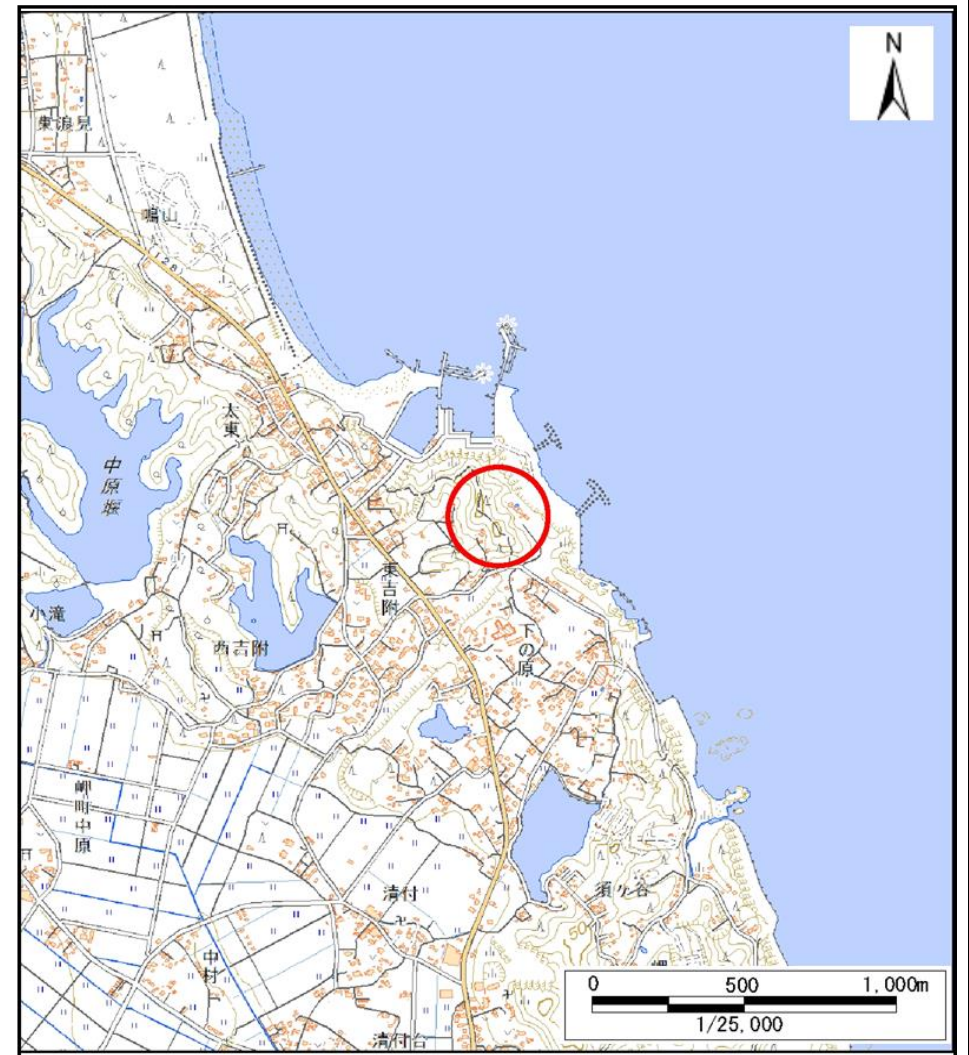 N
東浪見
鳴山
128
太東
中原堰
東吉附
小滝
西吉附
下の原
岬町中原
須ヶ谷
清付
50
中村
0 500 1,000m
1/25,000
清付台